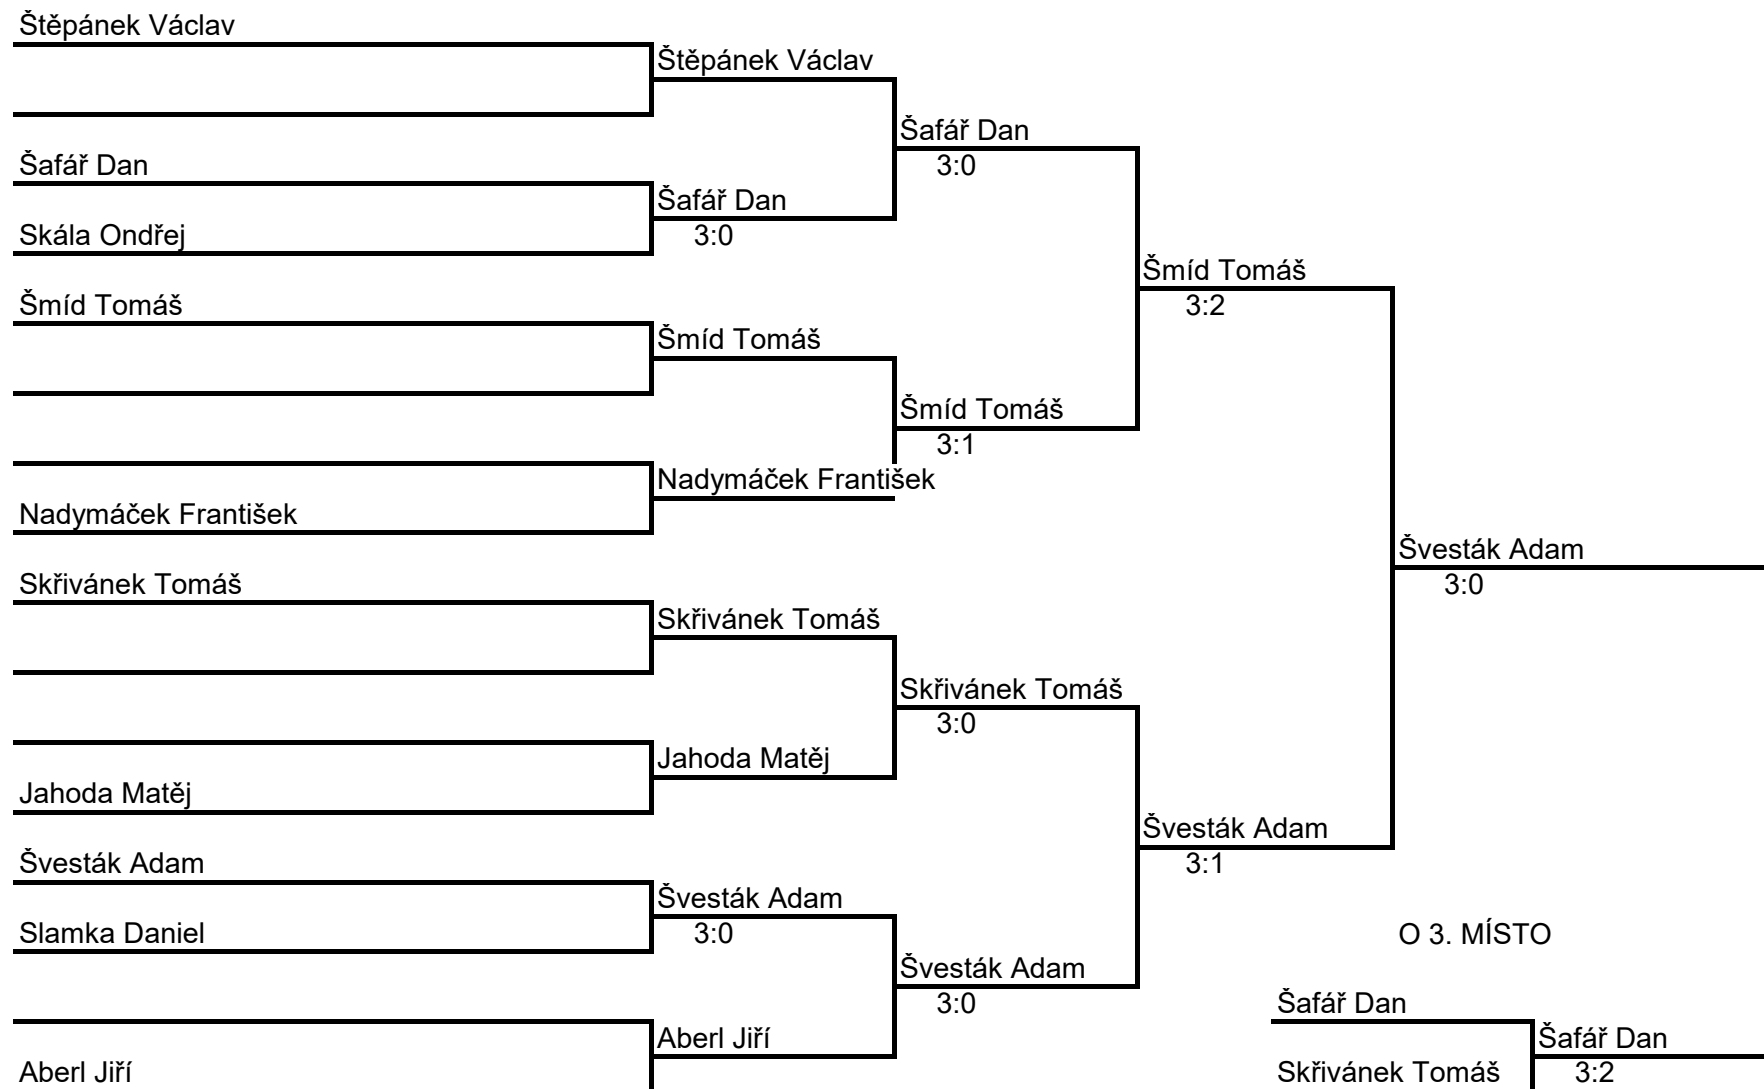 Štěpánek Václav
Štěpánek Václav
Šafář Dan
Šafář Dan
3:0
Šafář Dan
3:0
Skála Ondřej
Šmíd Tomáš
3:2
Šmíd Tomáš
Šmíd Tomáš
Šmíd Tomáš
3:1
Nadymáček František
Nadymáček František
Švesták Adam
3:0
Skřivánek Tomáš
Skřivánek Tomáš
Skřivánek Tomáš
3:0
Jahoda Matěj
Jahoda Matěj
Švesták Adam
3:1
Švesták Adam
Švesták Adam
3:0
Slamka Daniel
O 3. MÍSTO
Švesták Adam
3:0
Šafář Dan
Aberl Jiří
Šafář Dan
Aberl Jiří
Skřivánek Tomáš
3:2